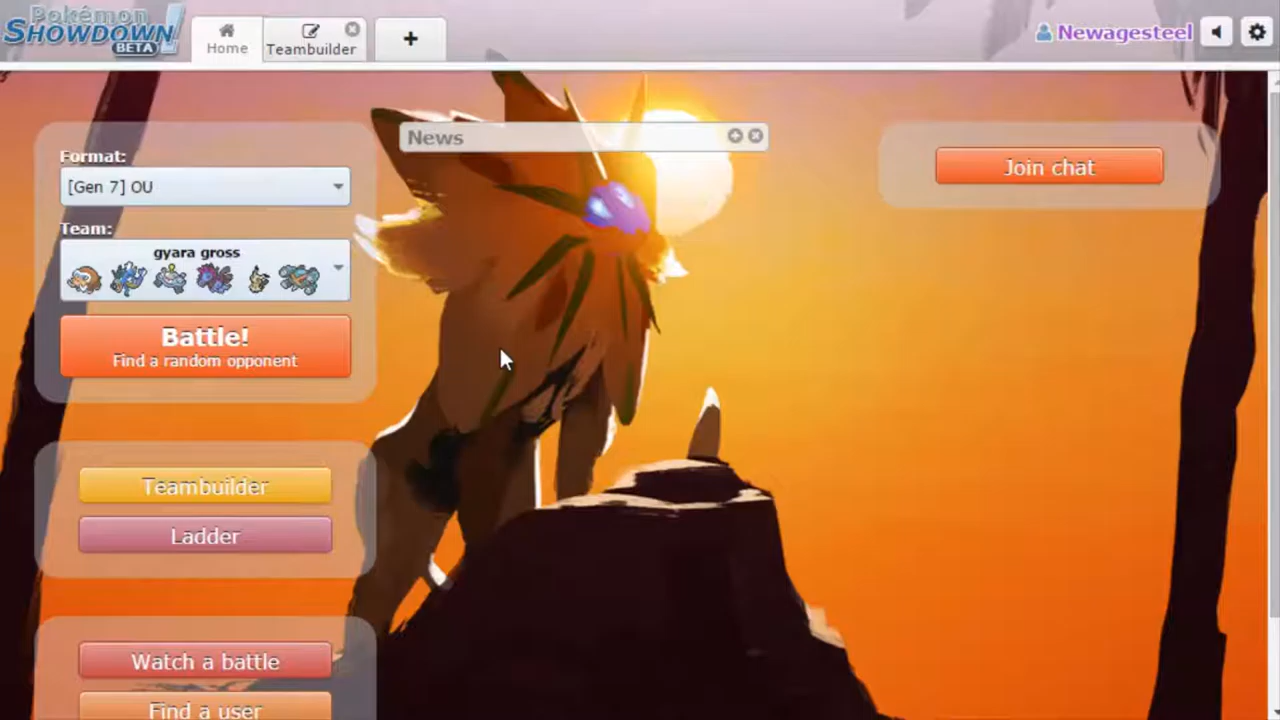 Pokémon
SHOWDOWN!
BETA
Home
Teambuilder
+
Newagesteel
Format:
[Gen 7] OU
Team:
gyara gross
Battle!
Find a random opponent
News
Join chat
Teambuilder
Ladder
Watch a battle
Find a user